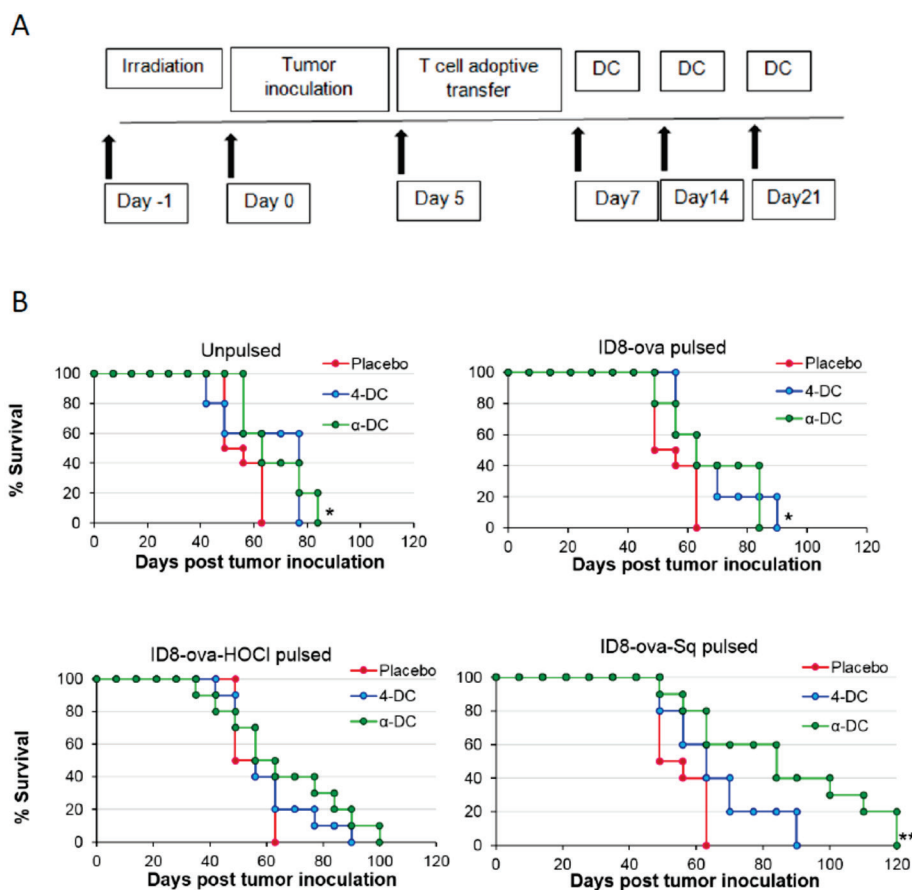 A
Irradiation
Tumor
inoculation
T cell adoptive
transfer
DC
DC
DC
Day -1
Day 0
Day 5
Day7
Day14
Day21
B
Unpulsed
Placebo
4-DC
α-DC
% Survival
100
80
60
40
20
0
*
0 20 40 60 80 100 120
Days post tumor inoculation
ID8-ova pulsed
Placebo
4-DC
α-DC
100
80
60
40
20
0
*
0 20 40 60 80 100 120
Days post tumor inoculation
ID8-ova-HOCl pulsed
Placebo
4-DC
α-DC
% Survival
100
80
60
40
20
0
0 20 40 60 80 100 120
Days post tumor inoculation
ID8-ova-Sq pulsed
Placebo
4-DC
α-DC
100
80
60
40
20
0
**
0 20 40 60 80 100 120
Days post tumor inoculation